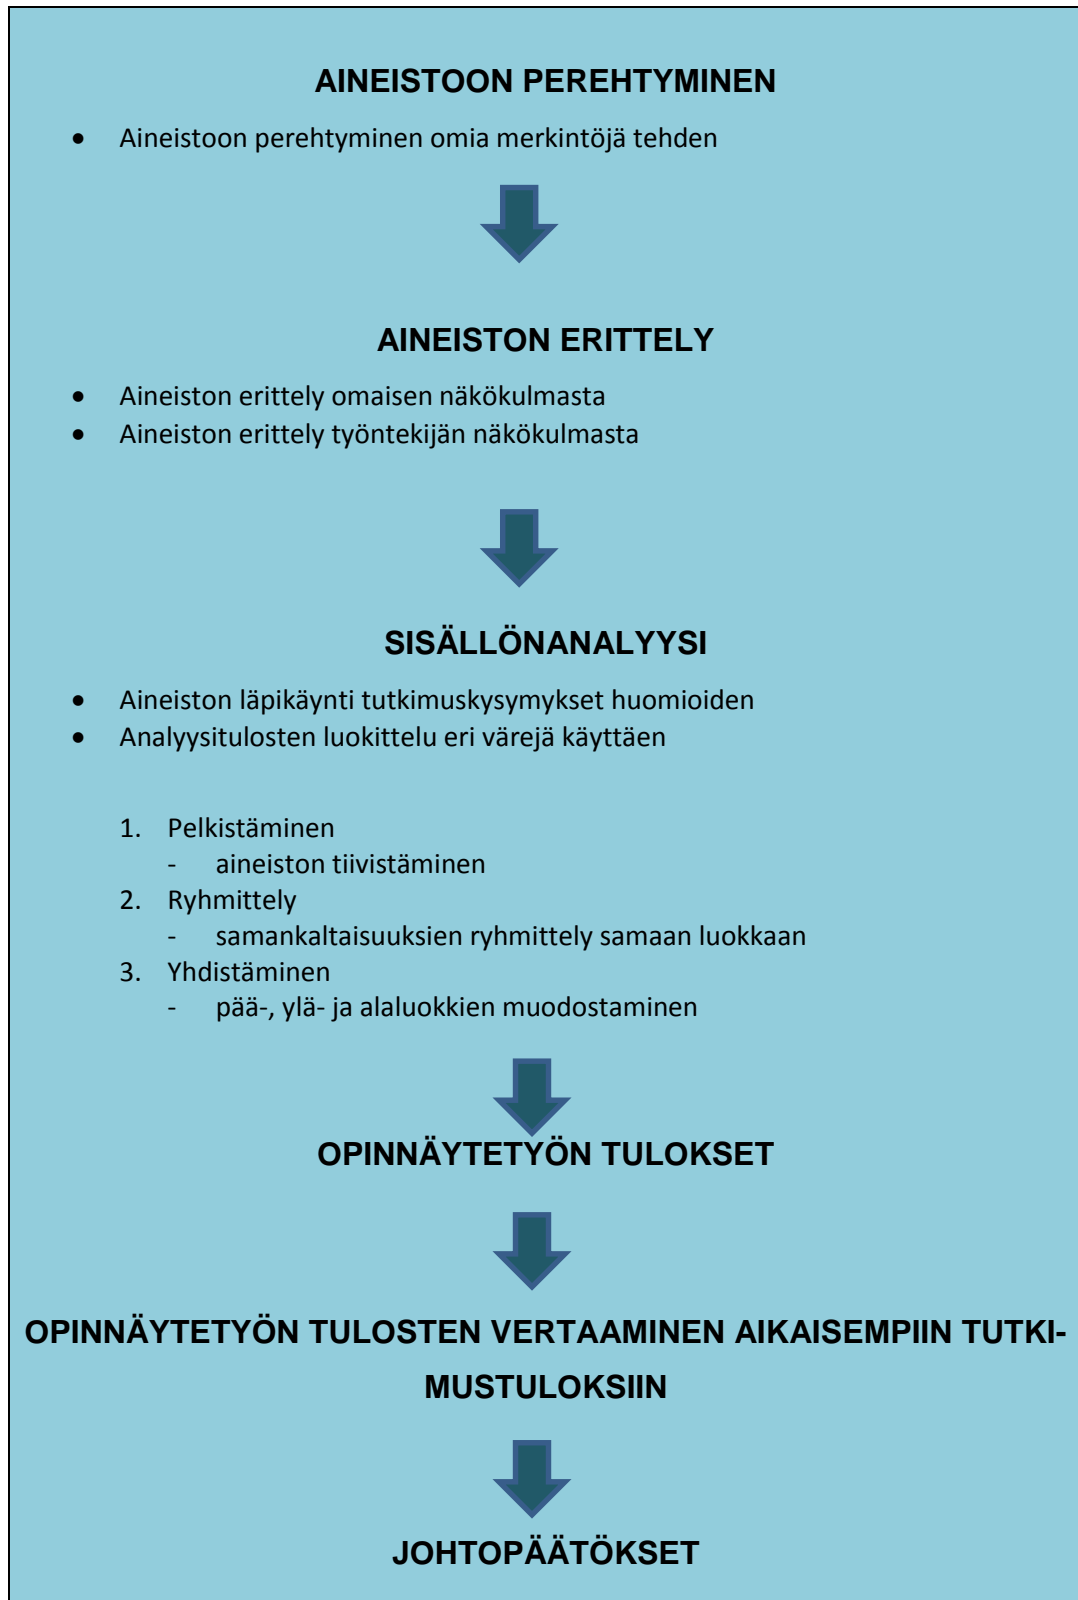 AINEISTOON PEREHTYMINEN
• Aineistoon perehtyminen omia merkintöjä tehden
AINEISTON ERITTELY
• Aineiston erittely omaisen näkökulmasta
• Aineiston erittely työntekijän näkökulmasta
SISÄLLÖNANALYYSI
• Aineiston läpikäynti tutkimuskysymykset huomioiden
• Analyysitulosten luokittelu eri värejä käyttäen
1. Pelkistäminen
- aineiston tiivistäminen
2. Ryhmittely
- samankaltaisuuksien ryhmittely samaan luokkaan
3. Yhdistäminen
- pää-, ylä- ja alaluokkien muodostaminen
OPINNÄYTETYÖN TULOKSET
OPINNÄYTETYÖN TULOSTEN VERTAAMINEN AIKAISEMPIIN TUTKI-
MUSTULOKSIIN
JOHTOPÄÄTÖKSET